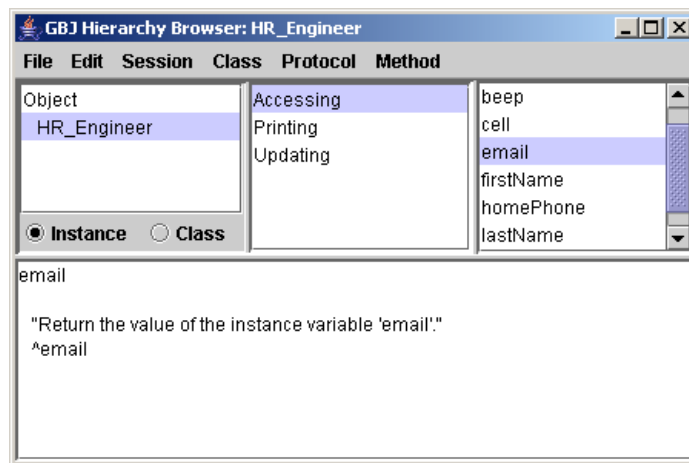 GBJ Hierarchy Browser: HR_Engineer
File Edit Session Class Protocol Method
Object
HR_Engineer
Instance Class
Accessing
Printing
Updating
beep
cell
email
firstName
homePhone
lastName
email
"Return the value of the instance variable 'email'."
^email